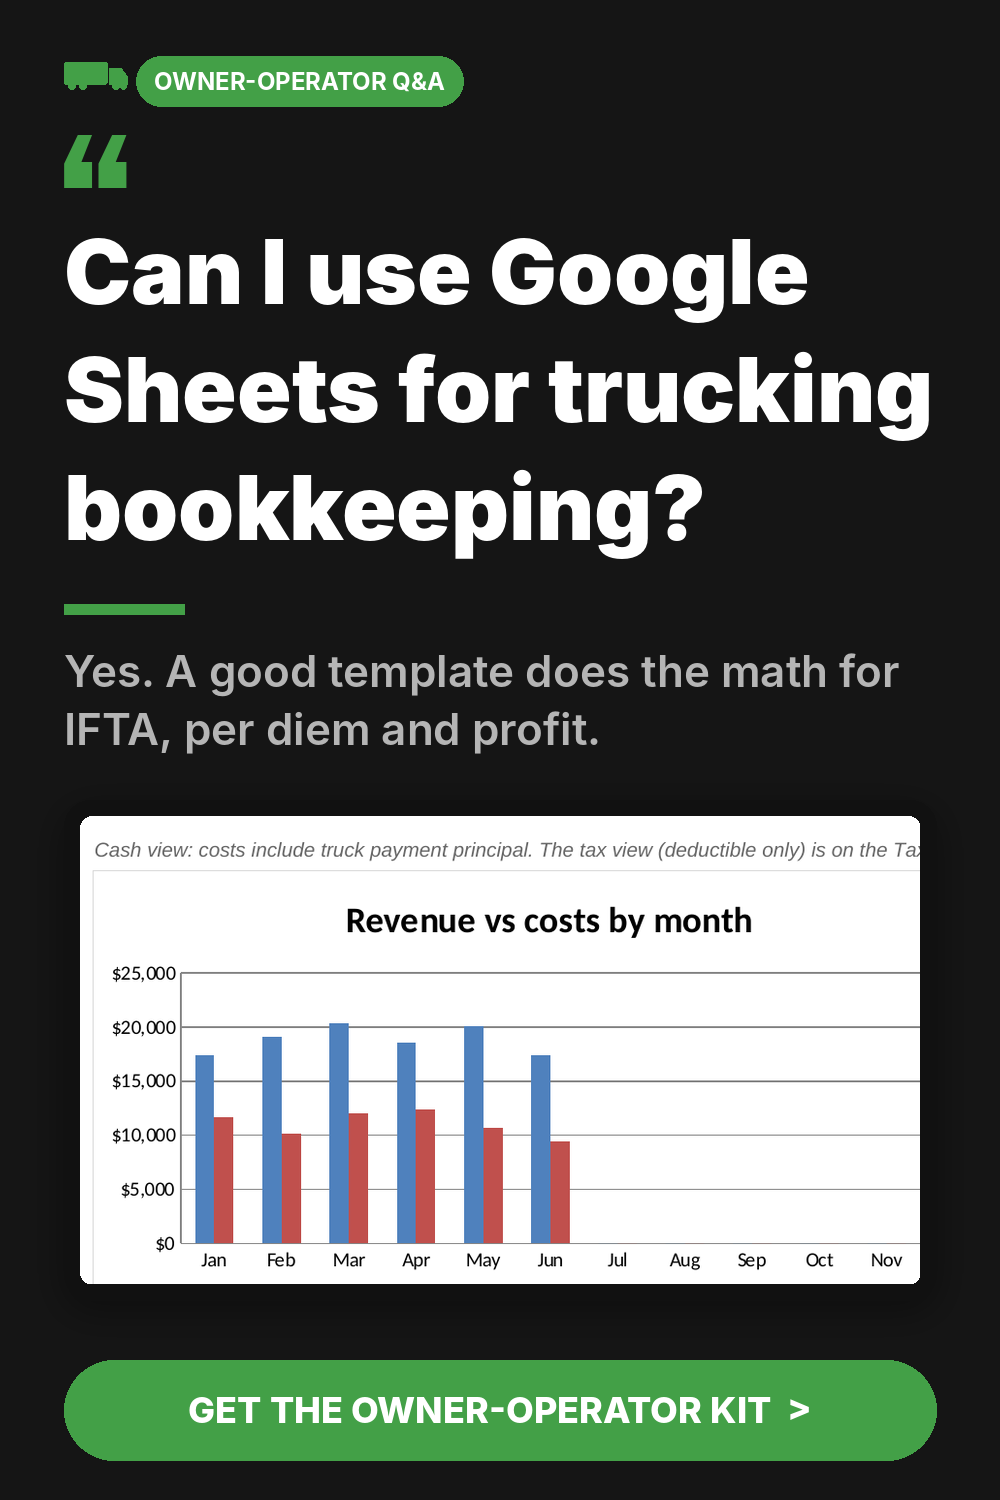 OWNER-OPERATOR Q&A
“
Can I use Google
Sheets for trucking
bookkeeping?
Yes. A good template does the math for
IFTA, per diem and profit.
Cash view: costs include truck payment principal. The tax view (deductible only) is on the Tax
Revenue vs costs by month
$25,000
$20,000
$15,000
$10,000
$5,000
$0
Jan Feb Mar Apr May Jun Jul Aug Sep Oct Nov
GET THE OWNER-OPERATOR KIT >